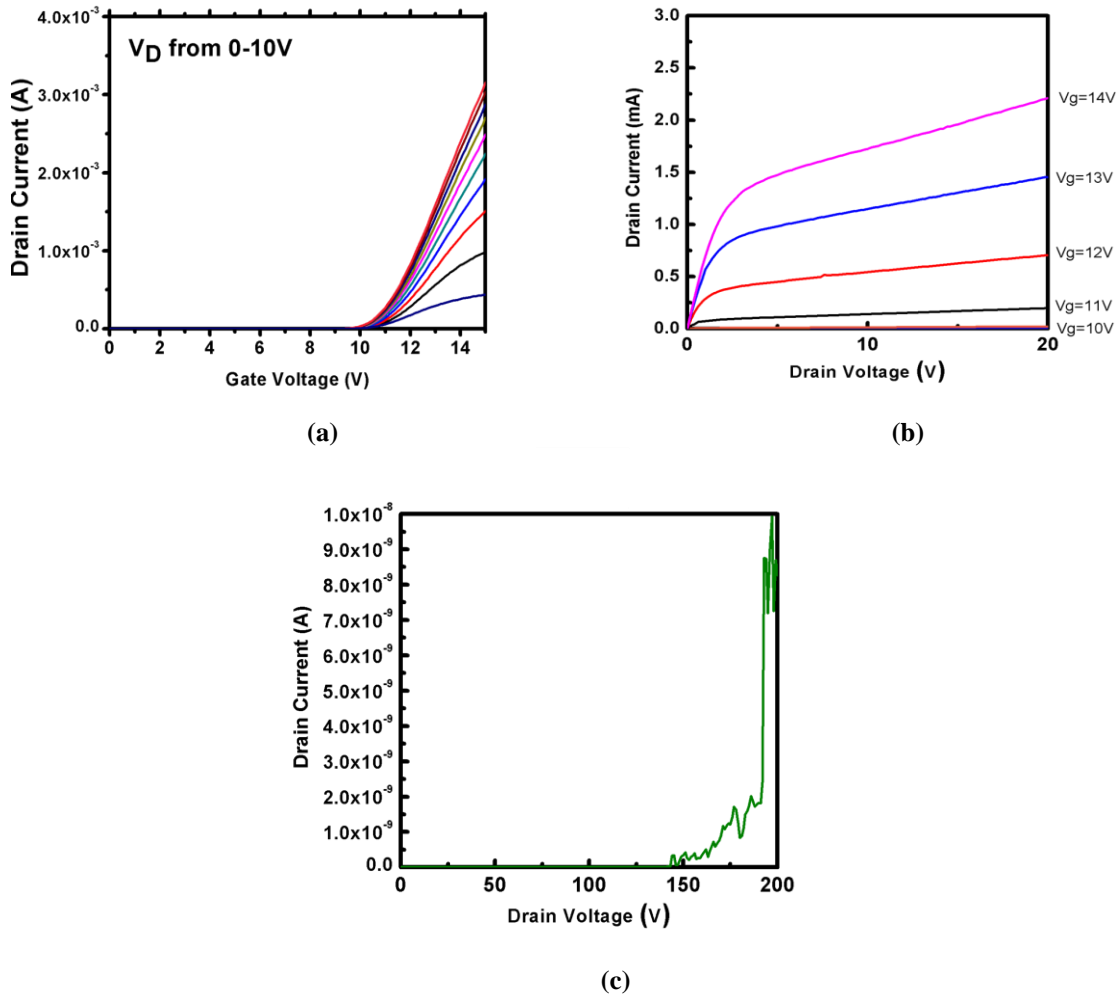 V_D from 0-10V
Drain Current (A)
4.0x10⁻³
3.0x10⁻³
2.0x10⁻³
1.0x10⁻³
0.0
0 2 4 6 8 10 12 14
Gate Voltage (V)
(a)
Drain Current (mA)
3.0
2.5
2.0
1.5
1.0
0.5
0.0
Vg=14V
Vg=13V
Vg=12V
Vg=11V
Vg=10V
0 10 20
Drain Voltage (V)
(b)
Drain Current (A)
1.0x10⁻⁸
9.0x10⁻⁹
8.0x10⁻⁹
7.0x10⁻⁹
6.0x10⁻⁹
5.0x10⁻⁹
4.0x10⁻⁹
3.0x10⁻⁹
2.0x10⁻⁹
1.0x10⁻⁹
0.0
0 50 100 150 200
Drain Voltage (V)
(c)